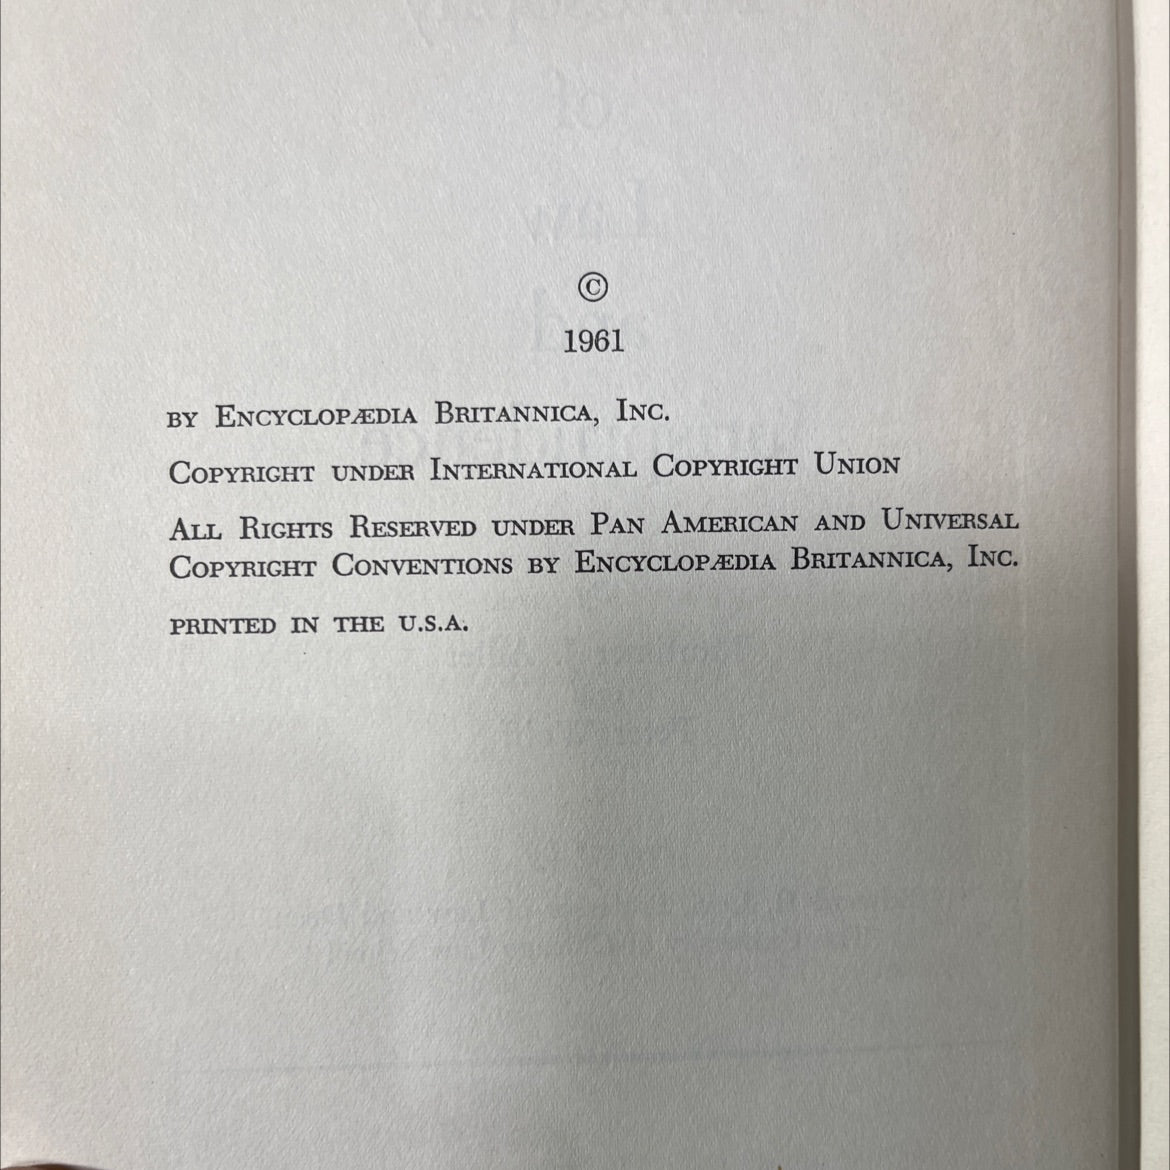 ©
1961
BY ENCYCLOPÆDIA BRITANNICA, INC.
COPYRIGHT UNDER INTERNATIONAL COPYRIGHT UNION
ALL RIGHTS RESERVED UNDER PAN AMERICAN AND UNIVERSAL
COPYRIGHT CONVENTIONS BY ENCYCLOPÆDIA BRITANNICA, INC.
PRINTED IN THE U.S.A.